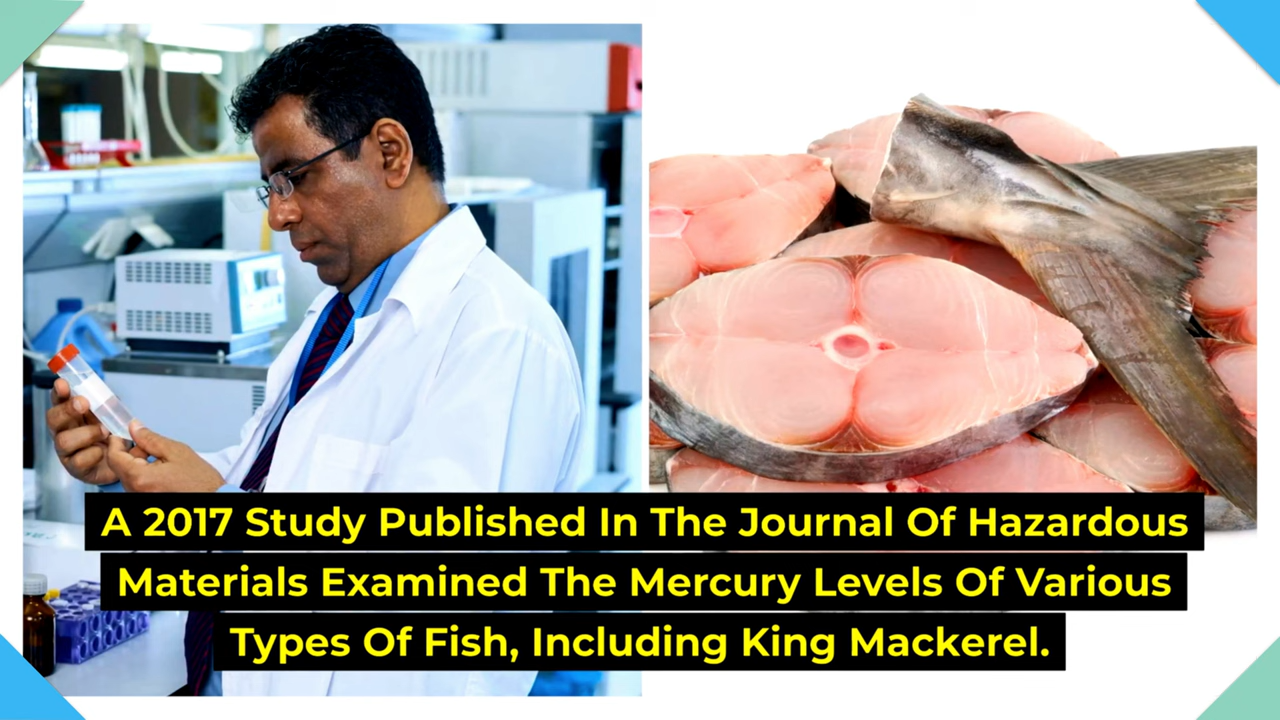 A 2017 Study Published In The Journal Of Hazardous
Materials Examined The Mercury Levels Of Various
Types Of Fish, Including King Mackerel.